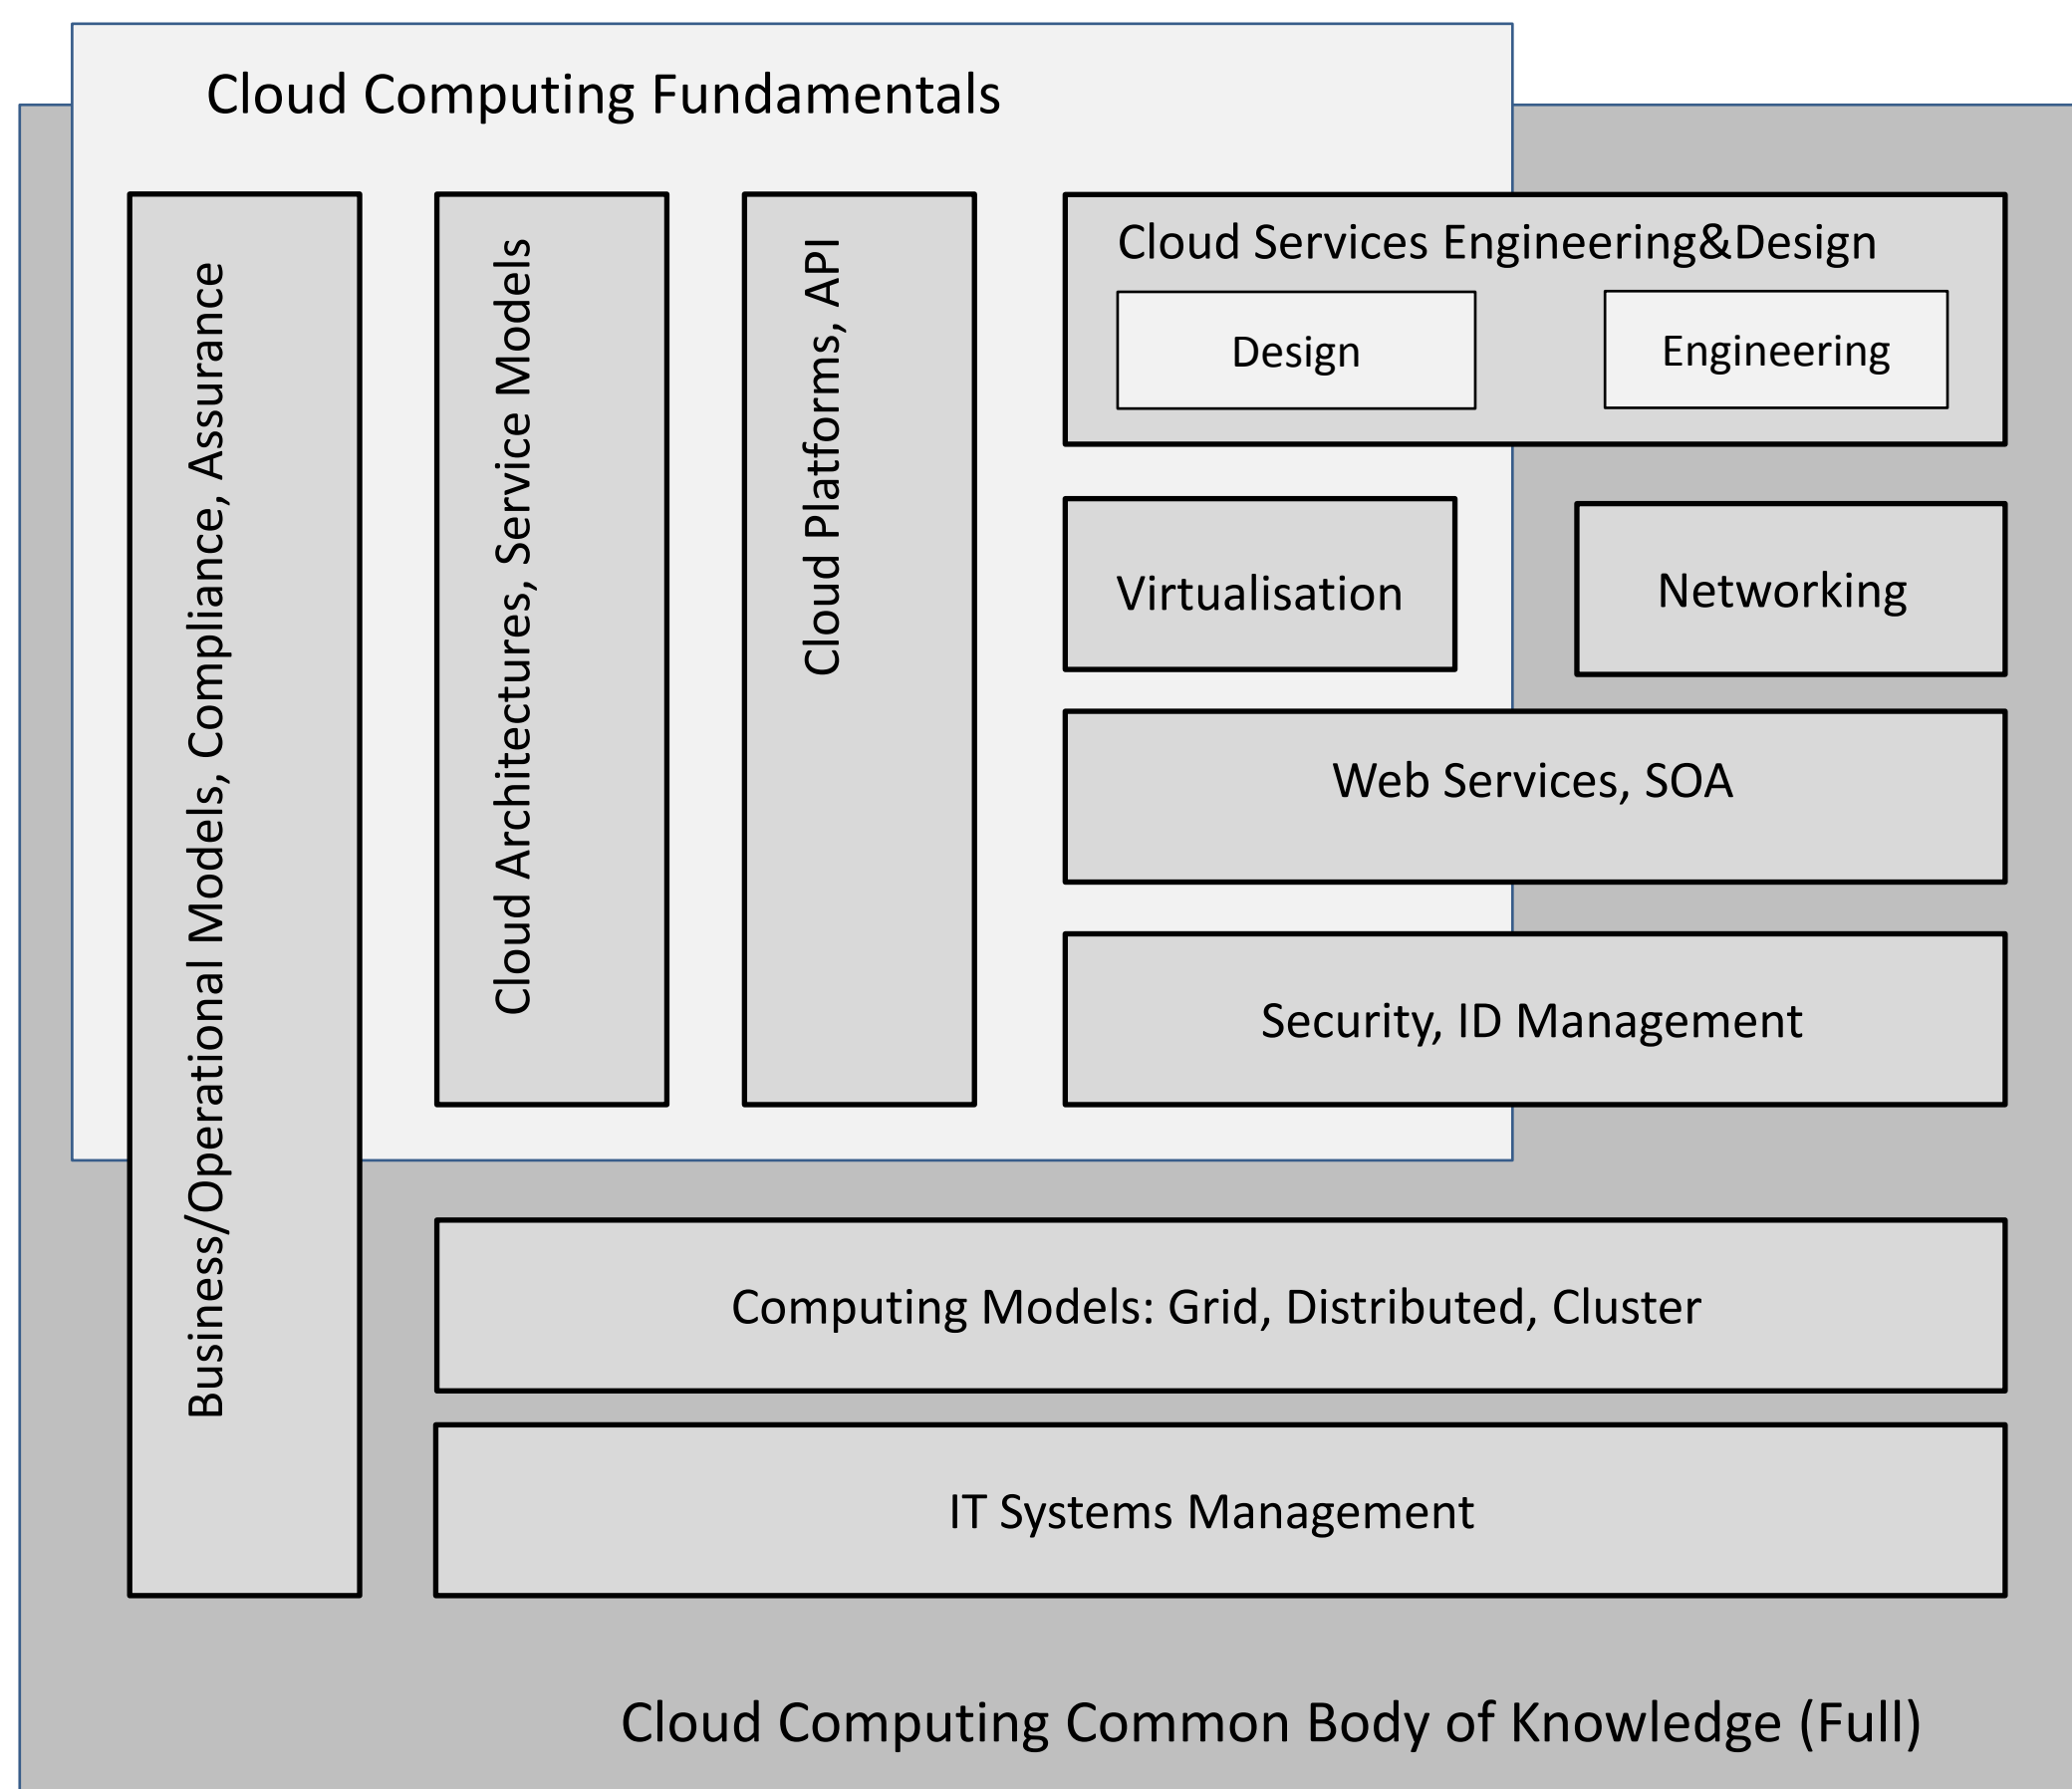 Cloud Computing Fundamentals
Business/Operational Models, Compliance, Assurance
Cloud Architectures, Service Models
Cloud Platforms, API
Cloud Services Engineering&Design
Design
Engineering
Virtualisation
Networking
Web Services, SOA
Security, ID Management
Computing Models: Grid, Distributed, Cluster
IT Systems Management
Cloud Computing Common Body of Knowledge (Full)